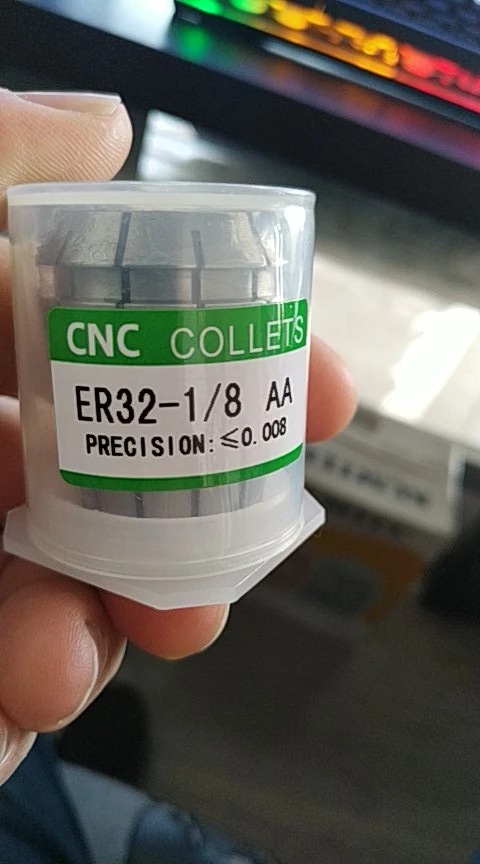 CNC COLLETS
ER32-1/8 AA
PRECISION:≤0.008